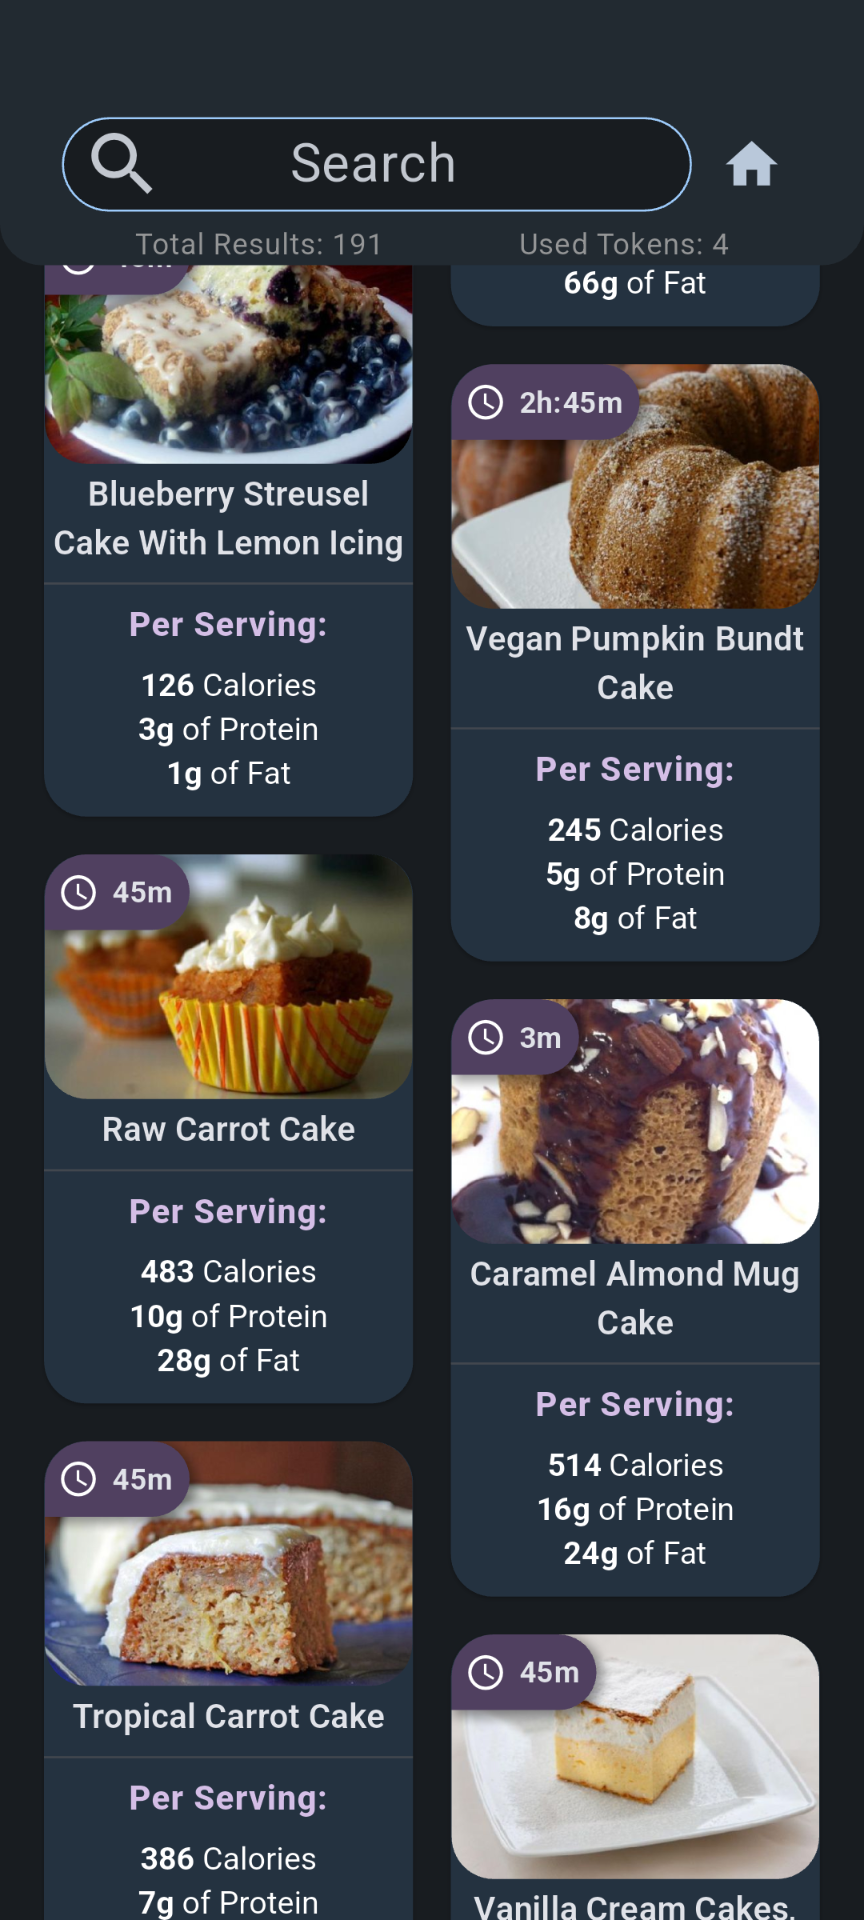 Search
Total Results: 191
Used Tokens: 4
Blueberry Streusel
Cake With Lemon Icing
Per Serving:
126 Calories
3g of Protein
1g of Fat
45m
Raw Carrot Cake
Per Serving:
483 Calories
10g of Protein
28g of Fat
45m
Tropical Carrot Cake
Per Serving:
386 Calories
7g of Protein
66g of Fat
2h:45m
Vegan Pumpkin Bundt
Cake
Per Serving:
245 Calories
5g of Protein
8g of Fat
3m
Caramel Almond Mug
Cake
Per Serving:
514 Calories
16g of Protein
24g of Fat
45m
Vanilla Cream Cakes,